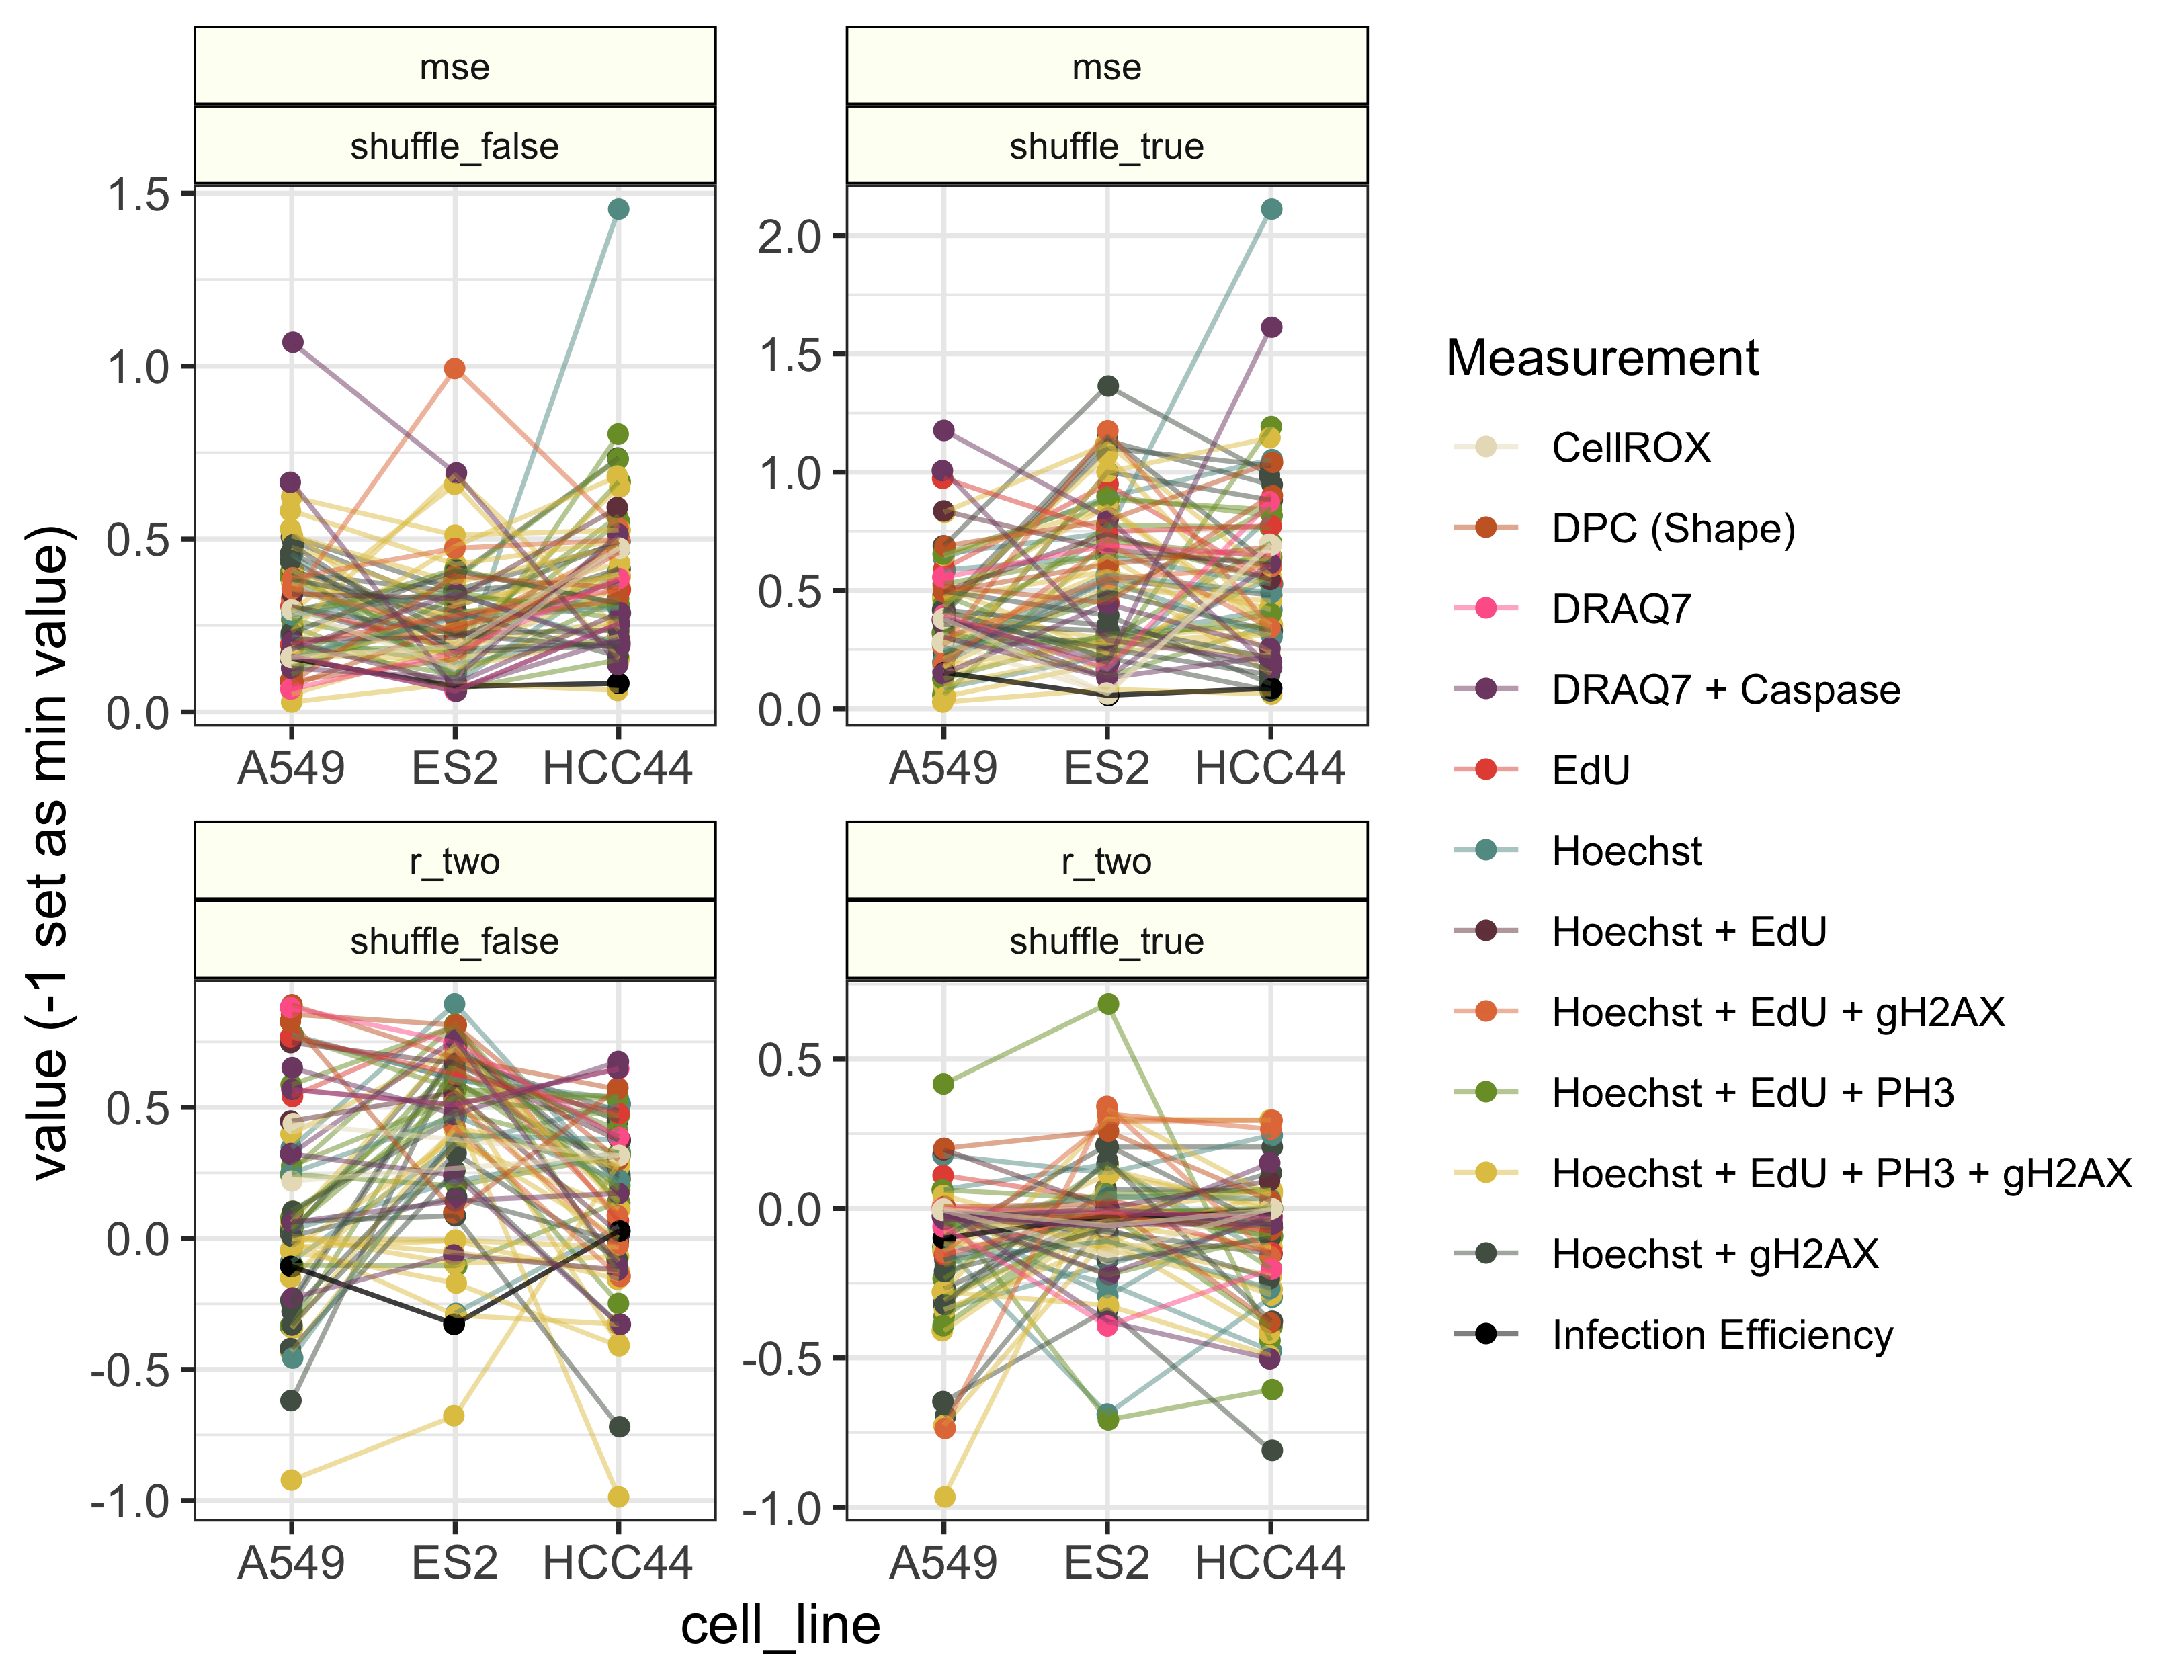 mse
shuffle_false
1.5
1.0
0.5
0.0
A549 ES2 HCC44
mse
shuffle_true
2.0
1.5
1.0
0.5
0.0
A549 ES2 HCC44
r_two
shuffle_false
0.5
0.0
-0.5
-1.0
A549 ES2 HCC44
r_two
shuffle_true
0.5
0.0
-0.5
-1.0
A549 ES2 HCC44
value (-1 set as min value)
cell_line
Measurement
CellROX
DPC (Shape)
DRAQ7
DRAQ7 + Caspase
EdU
Hoechst
Hoechst + EdU
Hoechst + EdU + gH2AX
Hoechst + EdU + PH3
Hoechst + EdU + PH3 + gH2AX
Hoechst + gH2AX
Infection Efficiency